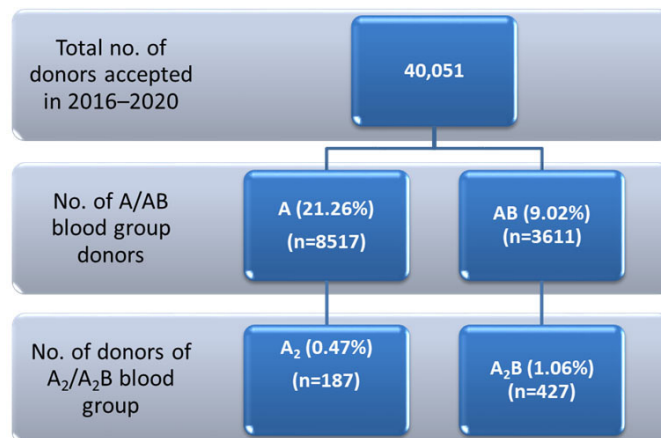 Total no. of
donors accepted
in 2016–2020
40,051
No. of A/AB
blood group
donors
A (21.26%)
(n=8517)
AB (9.02%)
(n=3611)
No. of donors of
A₂/A₂B blood
group
A₂ (0.47%)
(n=187)
A₂B (1.06%)
(n=427)